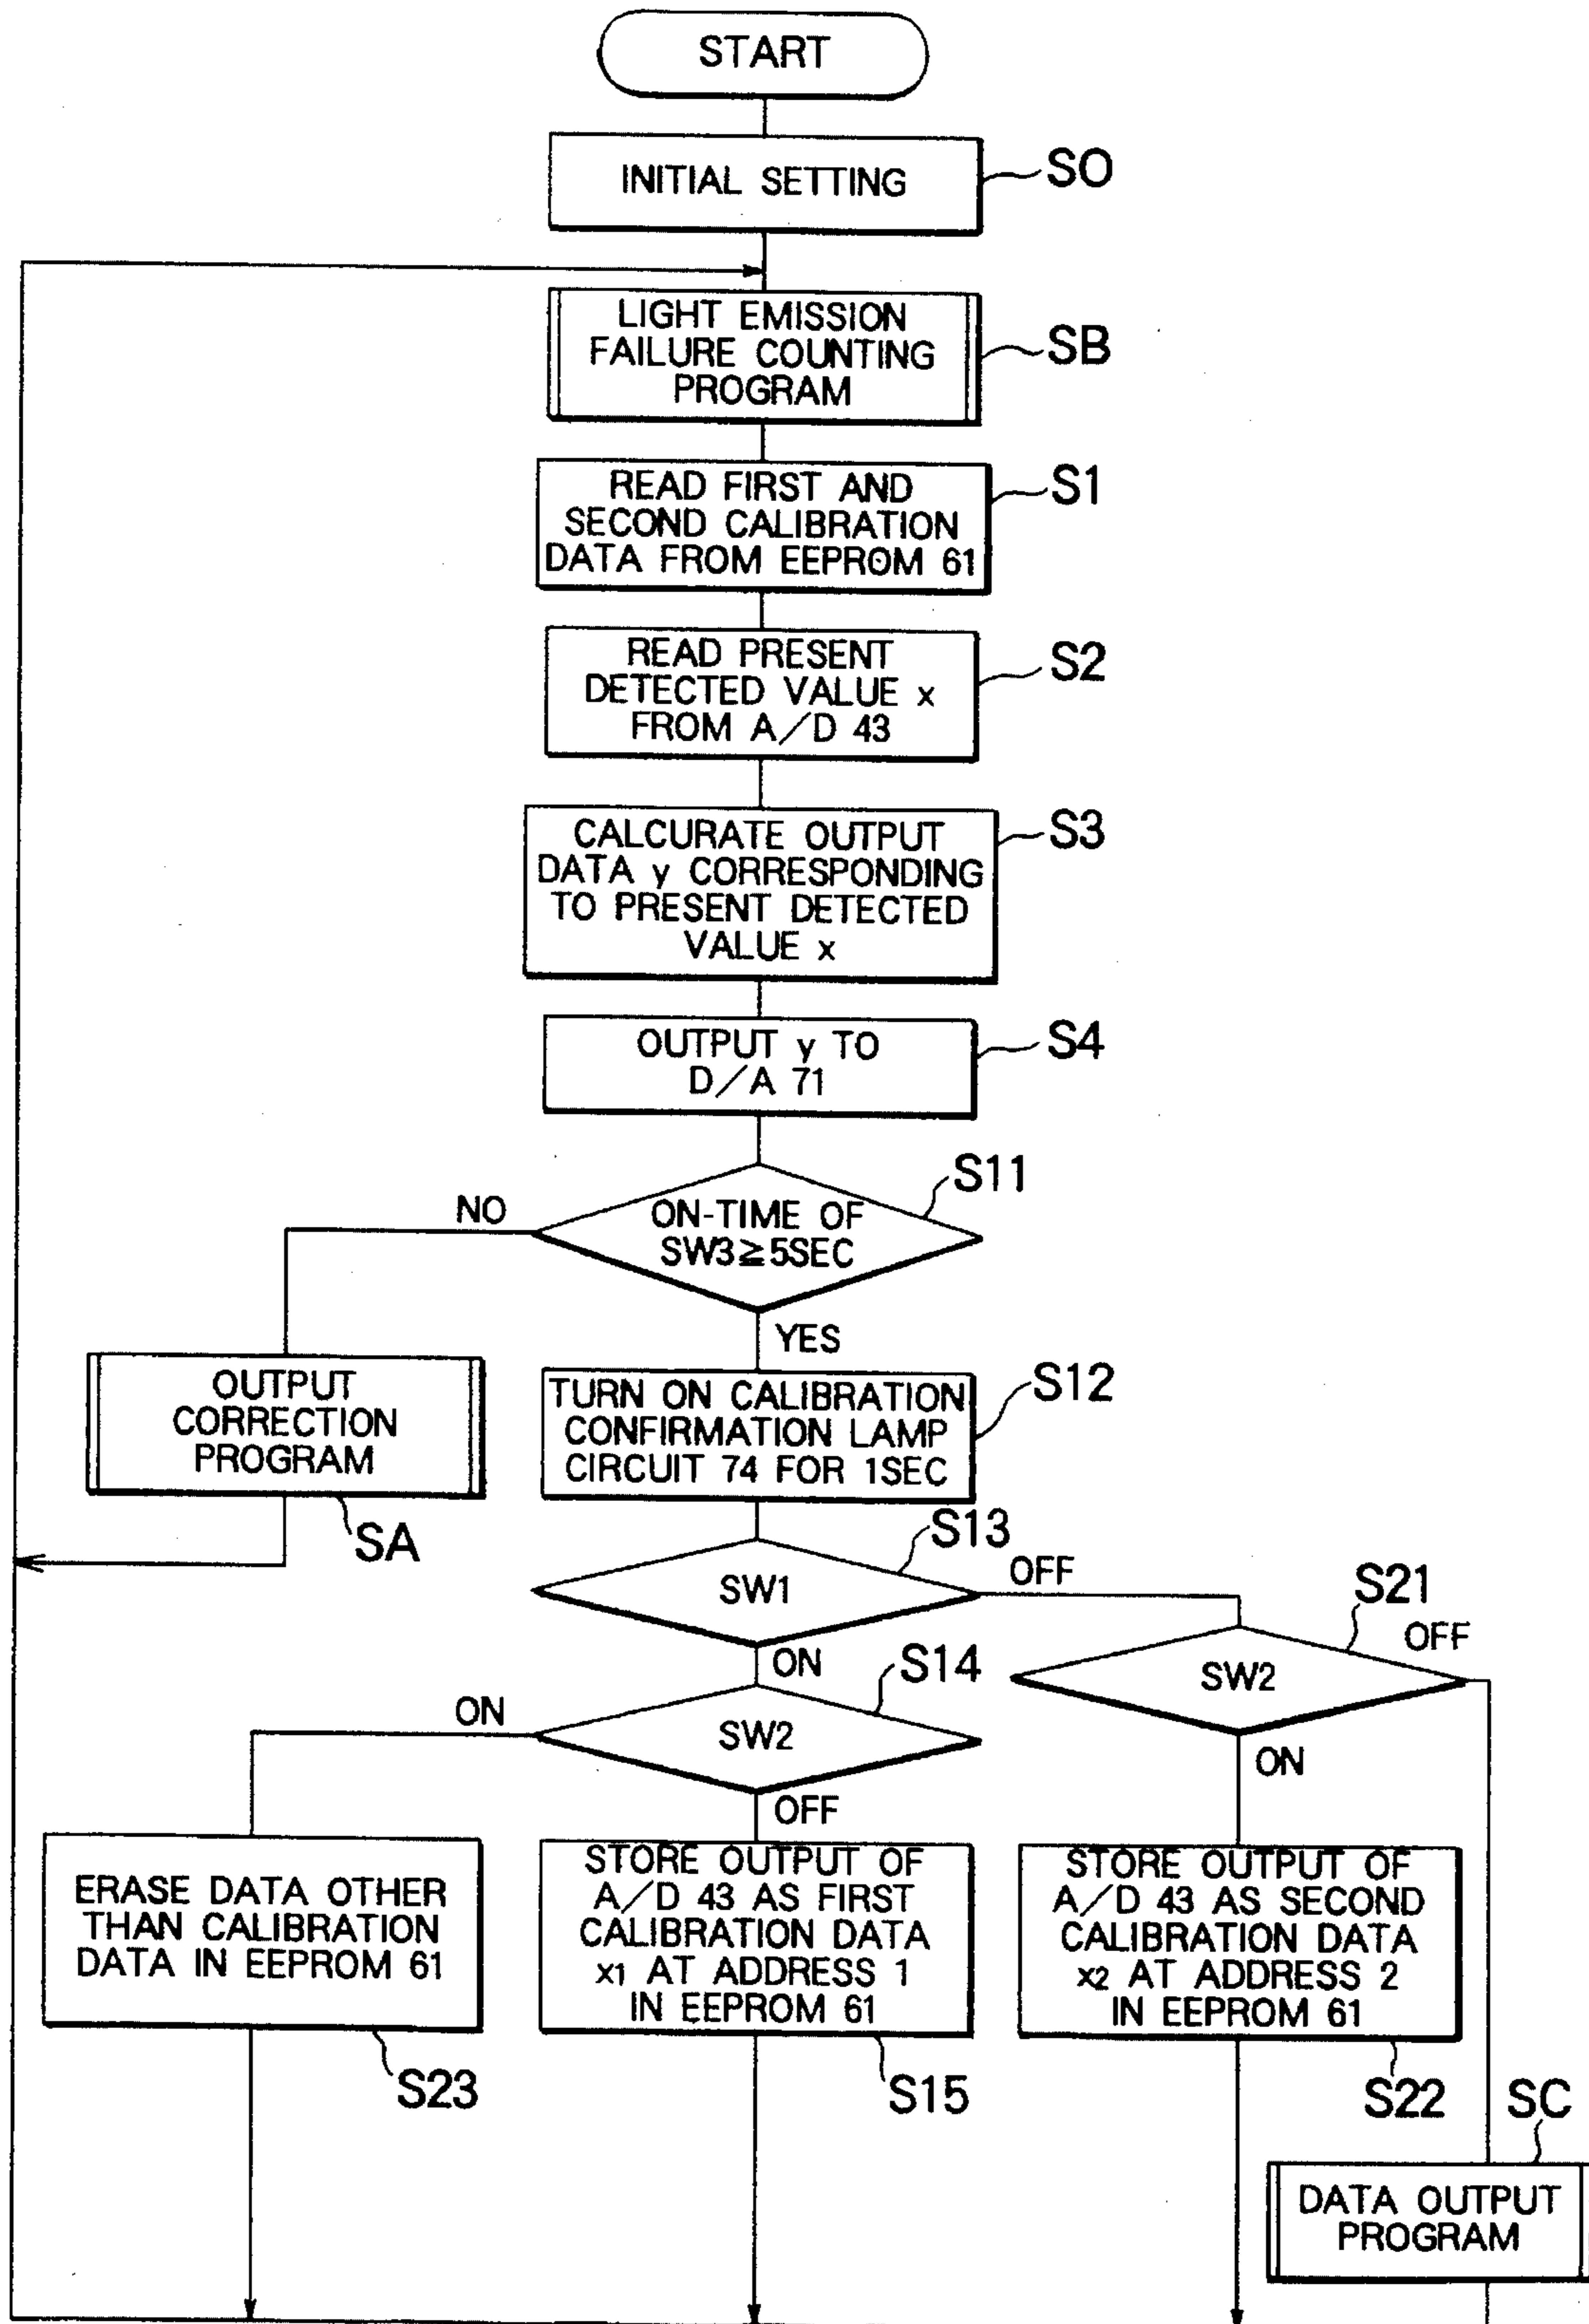 START
INITIAL SETTING
SO
LIGHT EMISSION
FAILURE COUNTING
PROGRAM
SB
READ FIRST AND
SECOND CALIBRATION
DATA FROM EEPROM 61
S1
READ PRESENT
DETECTED VALUE x
FROM A/D 43
S2
CALCURATE OUTPUT
DATA y CORRESPONDING
TO PRESENT DETECTED
VALUE x
S3
OUTPUT y TO
D/A 71
S4
ON-TIME OF
SW3≧5SEC
S11
NO
YES
OUTPUT
CORRECTION
PROGRAM
SA
TURN ON CALIBRATION
CONFIRMATION LAMP
CIRCUIT 74 FOR 1SEC
S12
SW1
S13
OFF
ON
SW2
S14
ON
OFF
SW2
S21
OFF
ON
ERASE DATA OTHER
THAN CALIBRATION
DATA IN EEPROM 61
S23
STORE OUTPUT OF
A/D 43 AS FIRST
CALIBRATION DATA
x1 AT ADDRESS 1
IN EEPROM 61
S15
STORE OUTPUT OF
A/D 43 AS SECOND
CALIBRATION DATA
x2 AT ADDRESS 2
IN EEPROM 61
S22
SC
DATA OUTPUT
PROGRAM